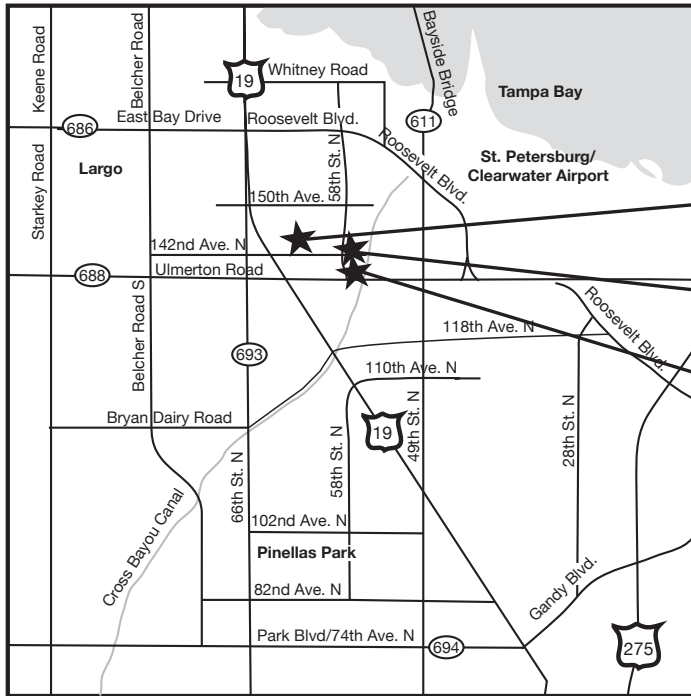 Keene Road
Belcher Road
19
Whitney Road
Bayside Bridge
Tampa Bay
686
East Bay Drive
Roosevelt Blvd.
611
Roosevelt Blvd.
St. Petersburg/
Clearwater Airport
Largo
58th St. N
Starkey Road
150th Ave.
142nd Ave. N
688
Ulmerton Road
Roosevelt Blvd.
Belcher Road S
118th Ave. N
693
110th Ave. N
Bryan Dairy Road
19
49th St. N
28th St. N
66th St. N
58th St. N
102nd Ave. N
Cross Bayou Canal
Pinellas Park
82nd Ave. N
Gandy Blvd.
Park Blvd/74th Ave. N
694
275